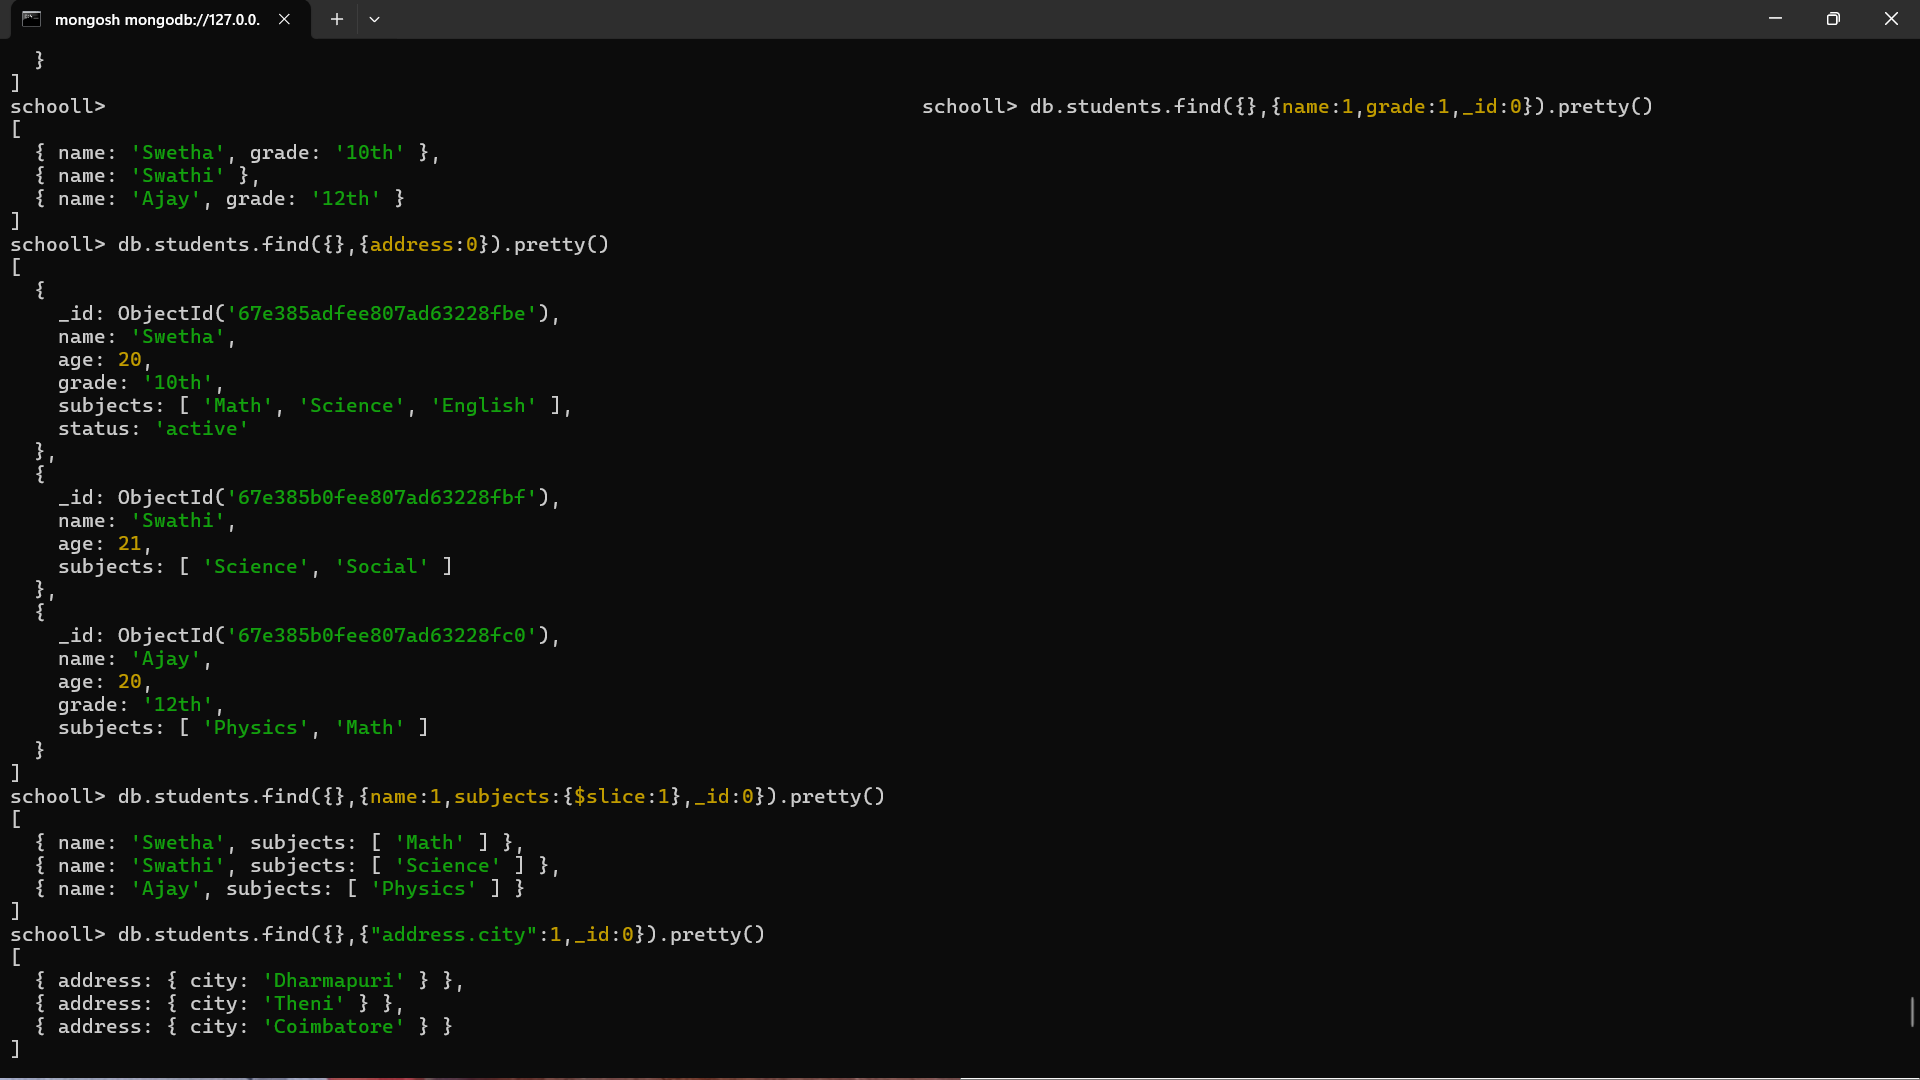 mongosh mongodb://127.0.0.
  }
]
schooll>                                                                    schooll> db.students.find({},{name:1,grade:1,_id:0}).pretty()
[
  { name: 'Swetha', grade: '10th' },
  { name: 'Swathi' },
  { name: 'Ajay', grade: '12th' }
]
schooll> db.students.find({},{address:0}).pretty()
[
  {
    _id: ObjectId('67e385adfee807ad63228fbe'),
    name: 'Swetha',
    age: 20,
    grade: '10th',
    subjects: [ 'Math', 'Science', 'English' ],
    status: 'active'
  },
  {
    _id: ObjectId('67e385b0fee807ad63228fbf'),
    name: 'Swathi',
    age: 21,
    subjects: [ 'Science', 'Social' ]
  },
  {
    _id: ObjectId('67e385b0fee807ad63228fc0'),
    name: 'Ajay',
    age: 20,
    grade: '12th',
    subjects: [ 'Physics', 'Math' ]
  }
]
schooll> db.students.find({},{name:1,subjects:{$slice:1},_id:0}).pretty()
[
  { name: 'Swetha', subjects: [ 'Math' ] },
  { name: 'Swathi', subjects: [ 'Science' ] },
  { name: 'Ajay', subjects: [ 'Physics' ] }
]
schooll> db.students.find({},{"address.city":1,_id:0}).pretty()
[
  { address: { city: 'Dharmapuri' } },
  { address: { city: 'Theni' } },
  { address: { city: 'Coimbatore' } }
]